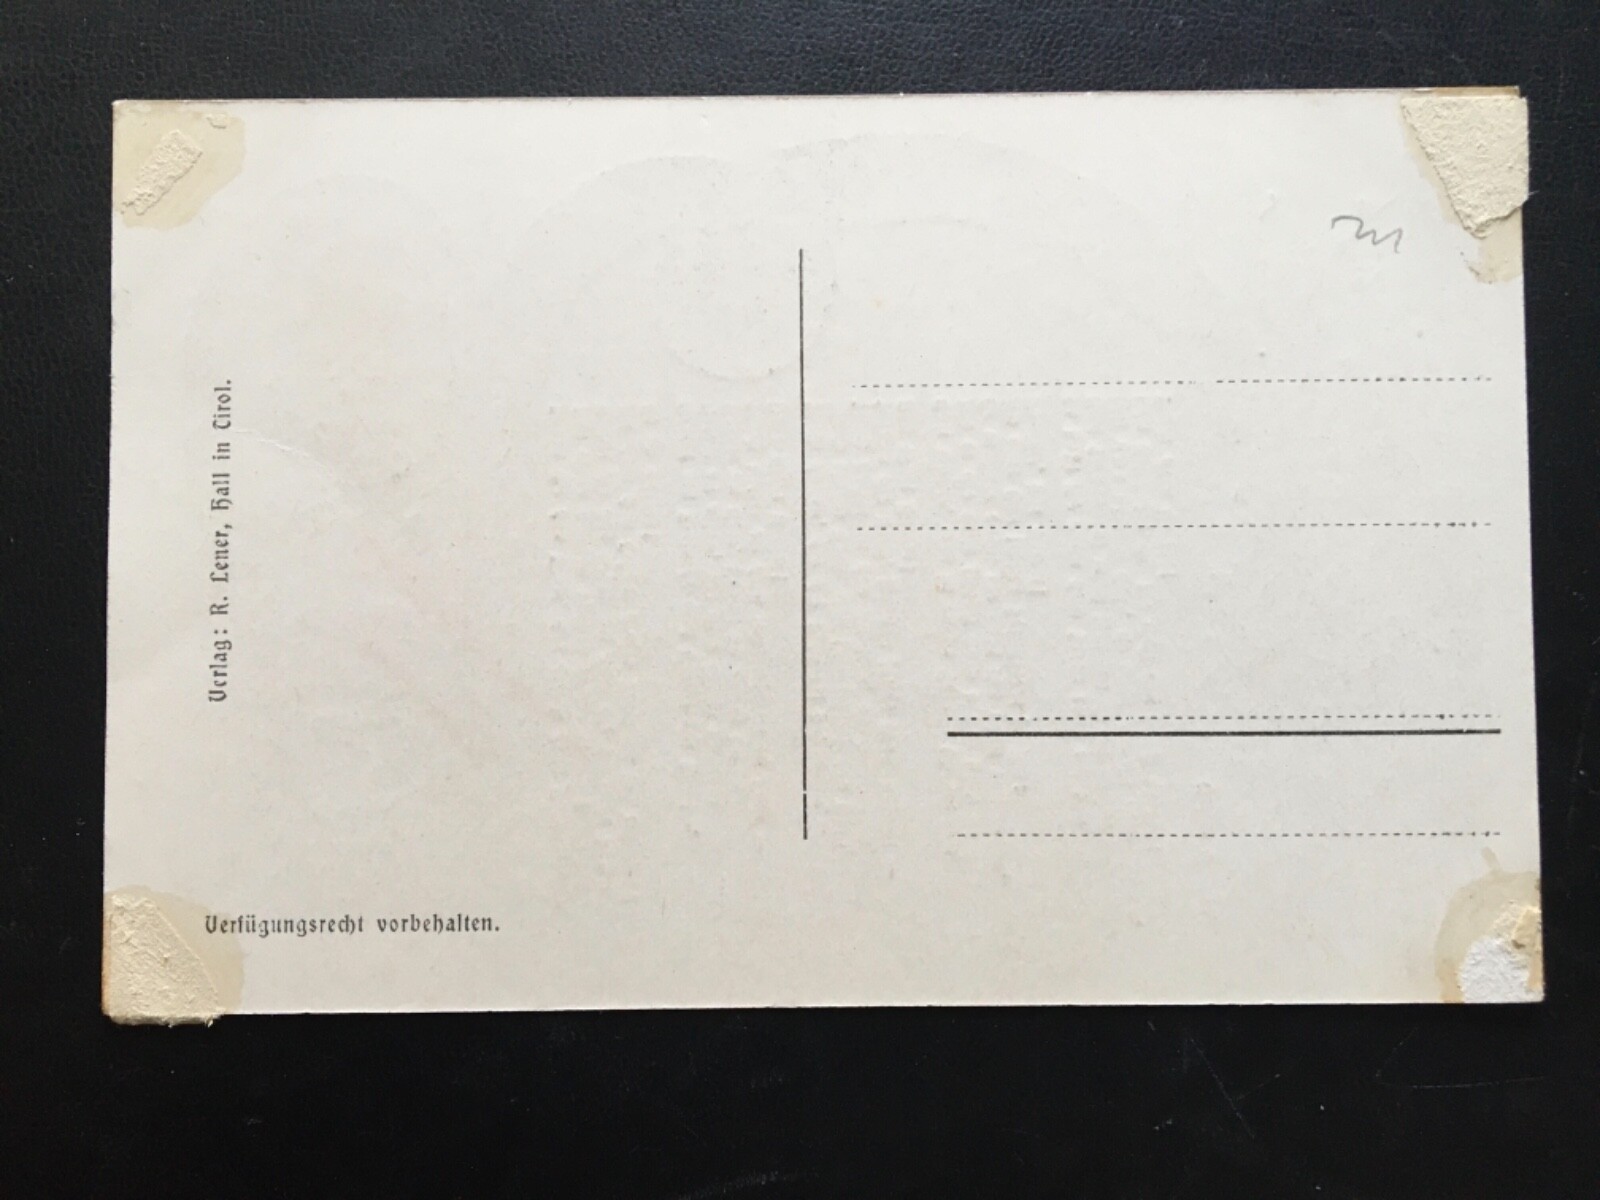 Verlag: R. Lener, Hall in Tirol.
Verfügungsrecht vorbehalten.